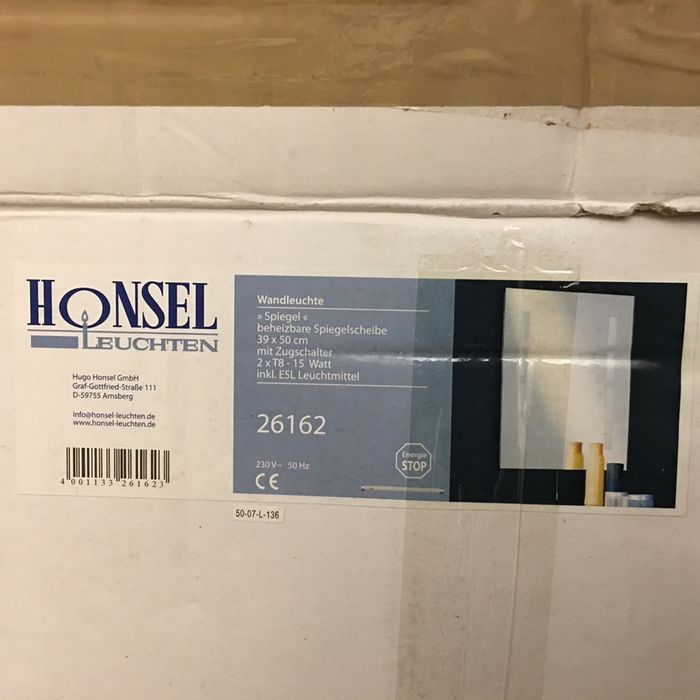 HONSEL
LEUCHTEN
Hugo Honsel GmbH
Graf-Gottfried-Straße 111
D-59755 Arnsberg
info@honsel-leuchten.de
www.honsel-leuchten.de
4 001133 261623
Wandleuchte
» Spiegel «
beheizbare Spiegelscheibe
39 x 50 cm
mit Zugschalter
2 x T8 - 15 Watt
inkl. ESL Leuchtmittel
26162
230 V~ 50 Hz
CE
Energie
STOP
50-07-L-136